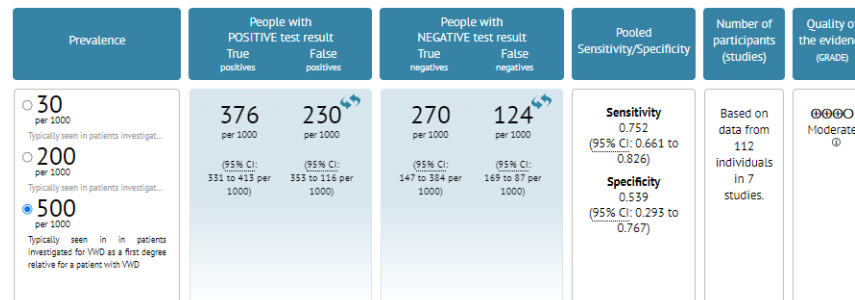 Prevalence
People with
POSITIVE test result
True
positives
False
positives
People with
NEGATIVE test result
True
negatives
False
negatives
Pooled
Sensitivity/Specificity
Number of
participants
(studies)
Quality of
the eviden
(GRADE)
30
per 1000
Typically seen in patients investigat...
200
per 1000
Typically seen in patients investigat...
500
per 1000
Typically seen in in patients
investigated for VWD as a first degree
relative for a patient with VWD
376
per 1000
(95% CI:
331 to 413 per
1000)
230
per 1000
(95% CI:
353 to 116 per
1000)
270
per 1000
(95% CI:
147 to 384 per
1000)
124
per 1000
(95% CI:
169 to 87 per
1000)
Sensitivity
0.752
(95% CI: 0.661 to
0.826)
Specificity
0.539
(95% CI: 0.293 to
0.767)
Based on
data from
112
individuals
in 7
studies.
Moderate